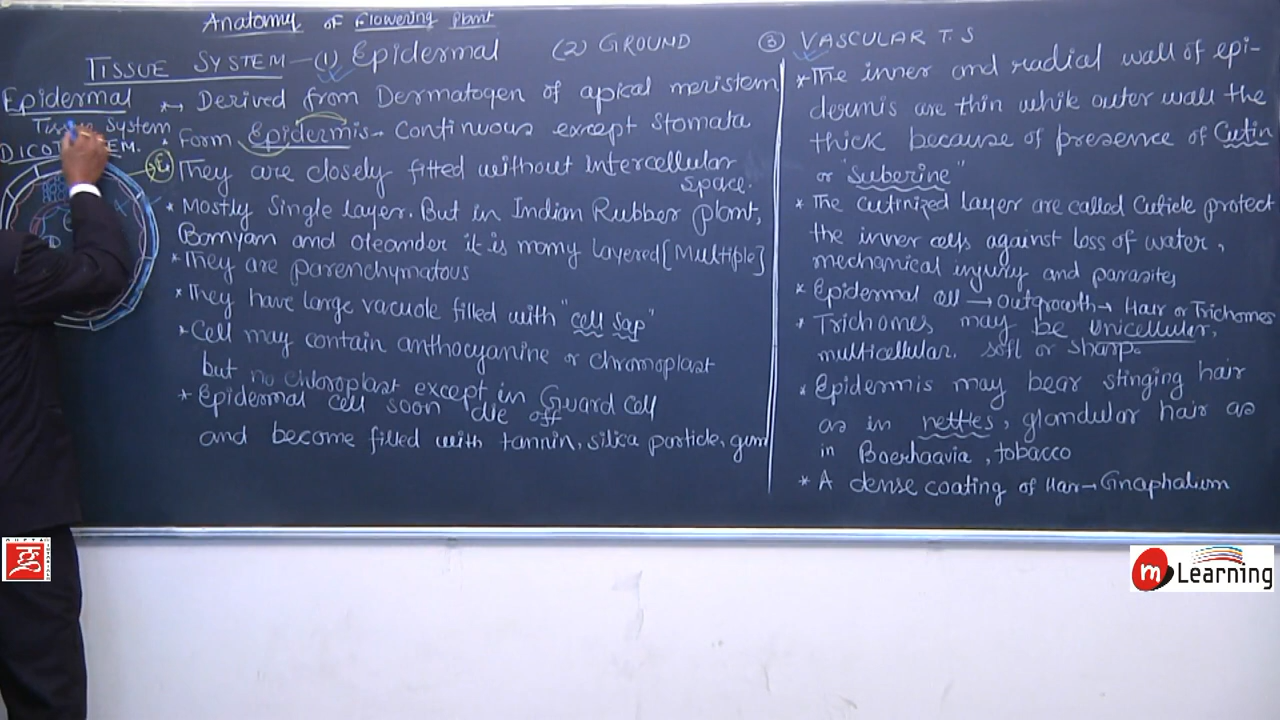 Anatomy of Flowering Plant
TISSUE SYSTEM - (1) Epidermal (2) GROUND (3) VASCULAR T.S
Epidermal
System
* Derived from Dermatogen of apical meristem
* Form Epidermis - Continuous except Stomata
They are closely fitted without intercellular
space.
* Mostly Single layer. But in Indian Rubber plant,
Bamyam and oleander it is many layered [Multiple]
* They are parenchymatous
* They have large vacuole filled with "cell Sap"
* Cell may contain anthocyanine or chromoplast
but no chloroplast except in Guard Cell
* Epidermal cell soon die off
and become filled with tannin, silica particle, gum
* The inner and radial wall of epi-
dermis are thin while outer wall the
thick because of presence of Cutin
or "Suberine"
* The cutinized layer are called Cuticle protect
the inner cells against loss of water,
mechanical injury and parasites
* Epidermal cell → outgrowth → Hair or Trichomes
* Trichomes may be Unicellular,
multicellular. Soft or Sharp.
* Epidermis may bear stinging hair
as in nettles, glandular hair as
in Boerhaavia, tobacco
* A dense coating of Hair → Gnaphalium
m Learning